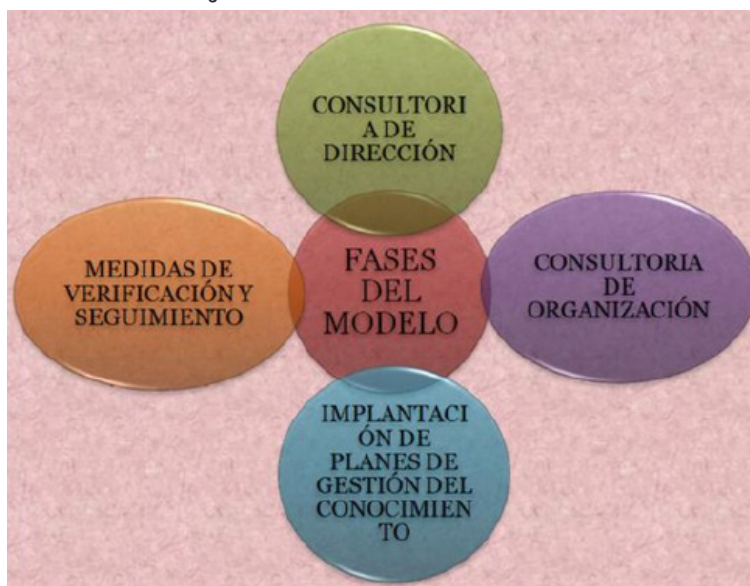 CONSULTORI
A DE
DIRECCIÓN
MEDIDAS DE
VERIFICACIÓN Y
SEGUIMIENTO
FASES
DEL
MODELO
CONSULTORIA
DE
ORGANIZACIÓN
IMPLANTACI
ÓN DE
PLANES DE
GESTIÓN DEL
CONOCIMIEN
TO